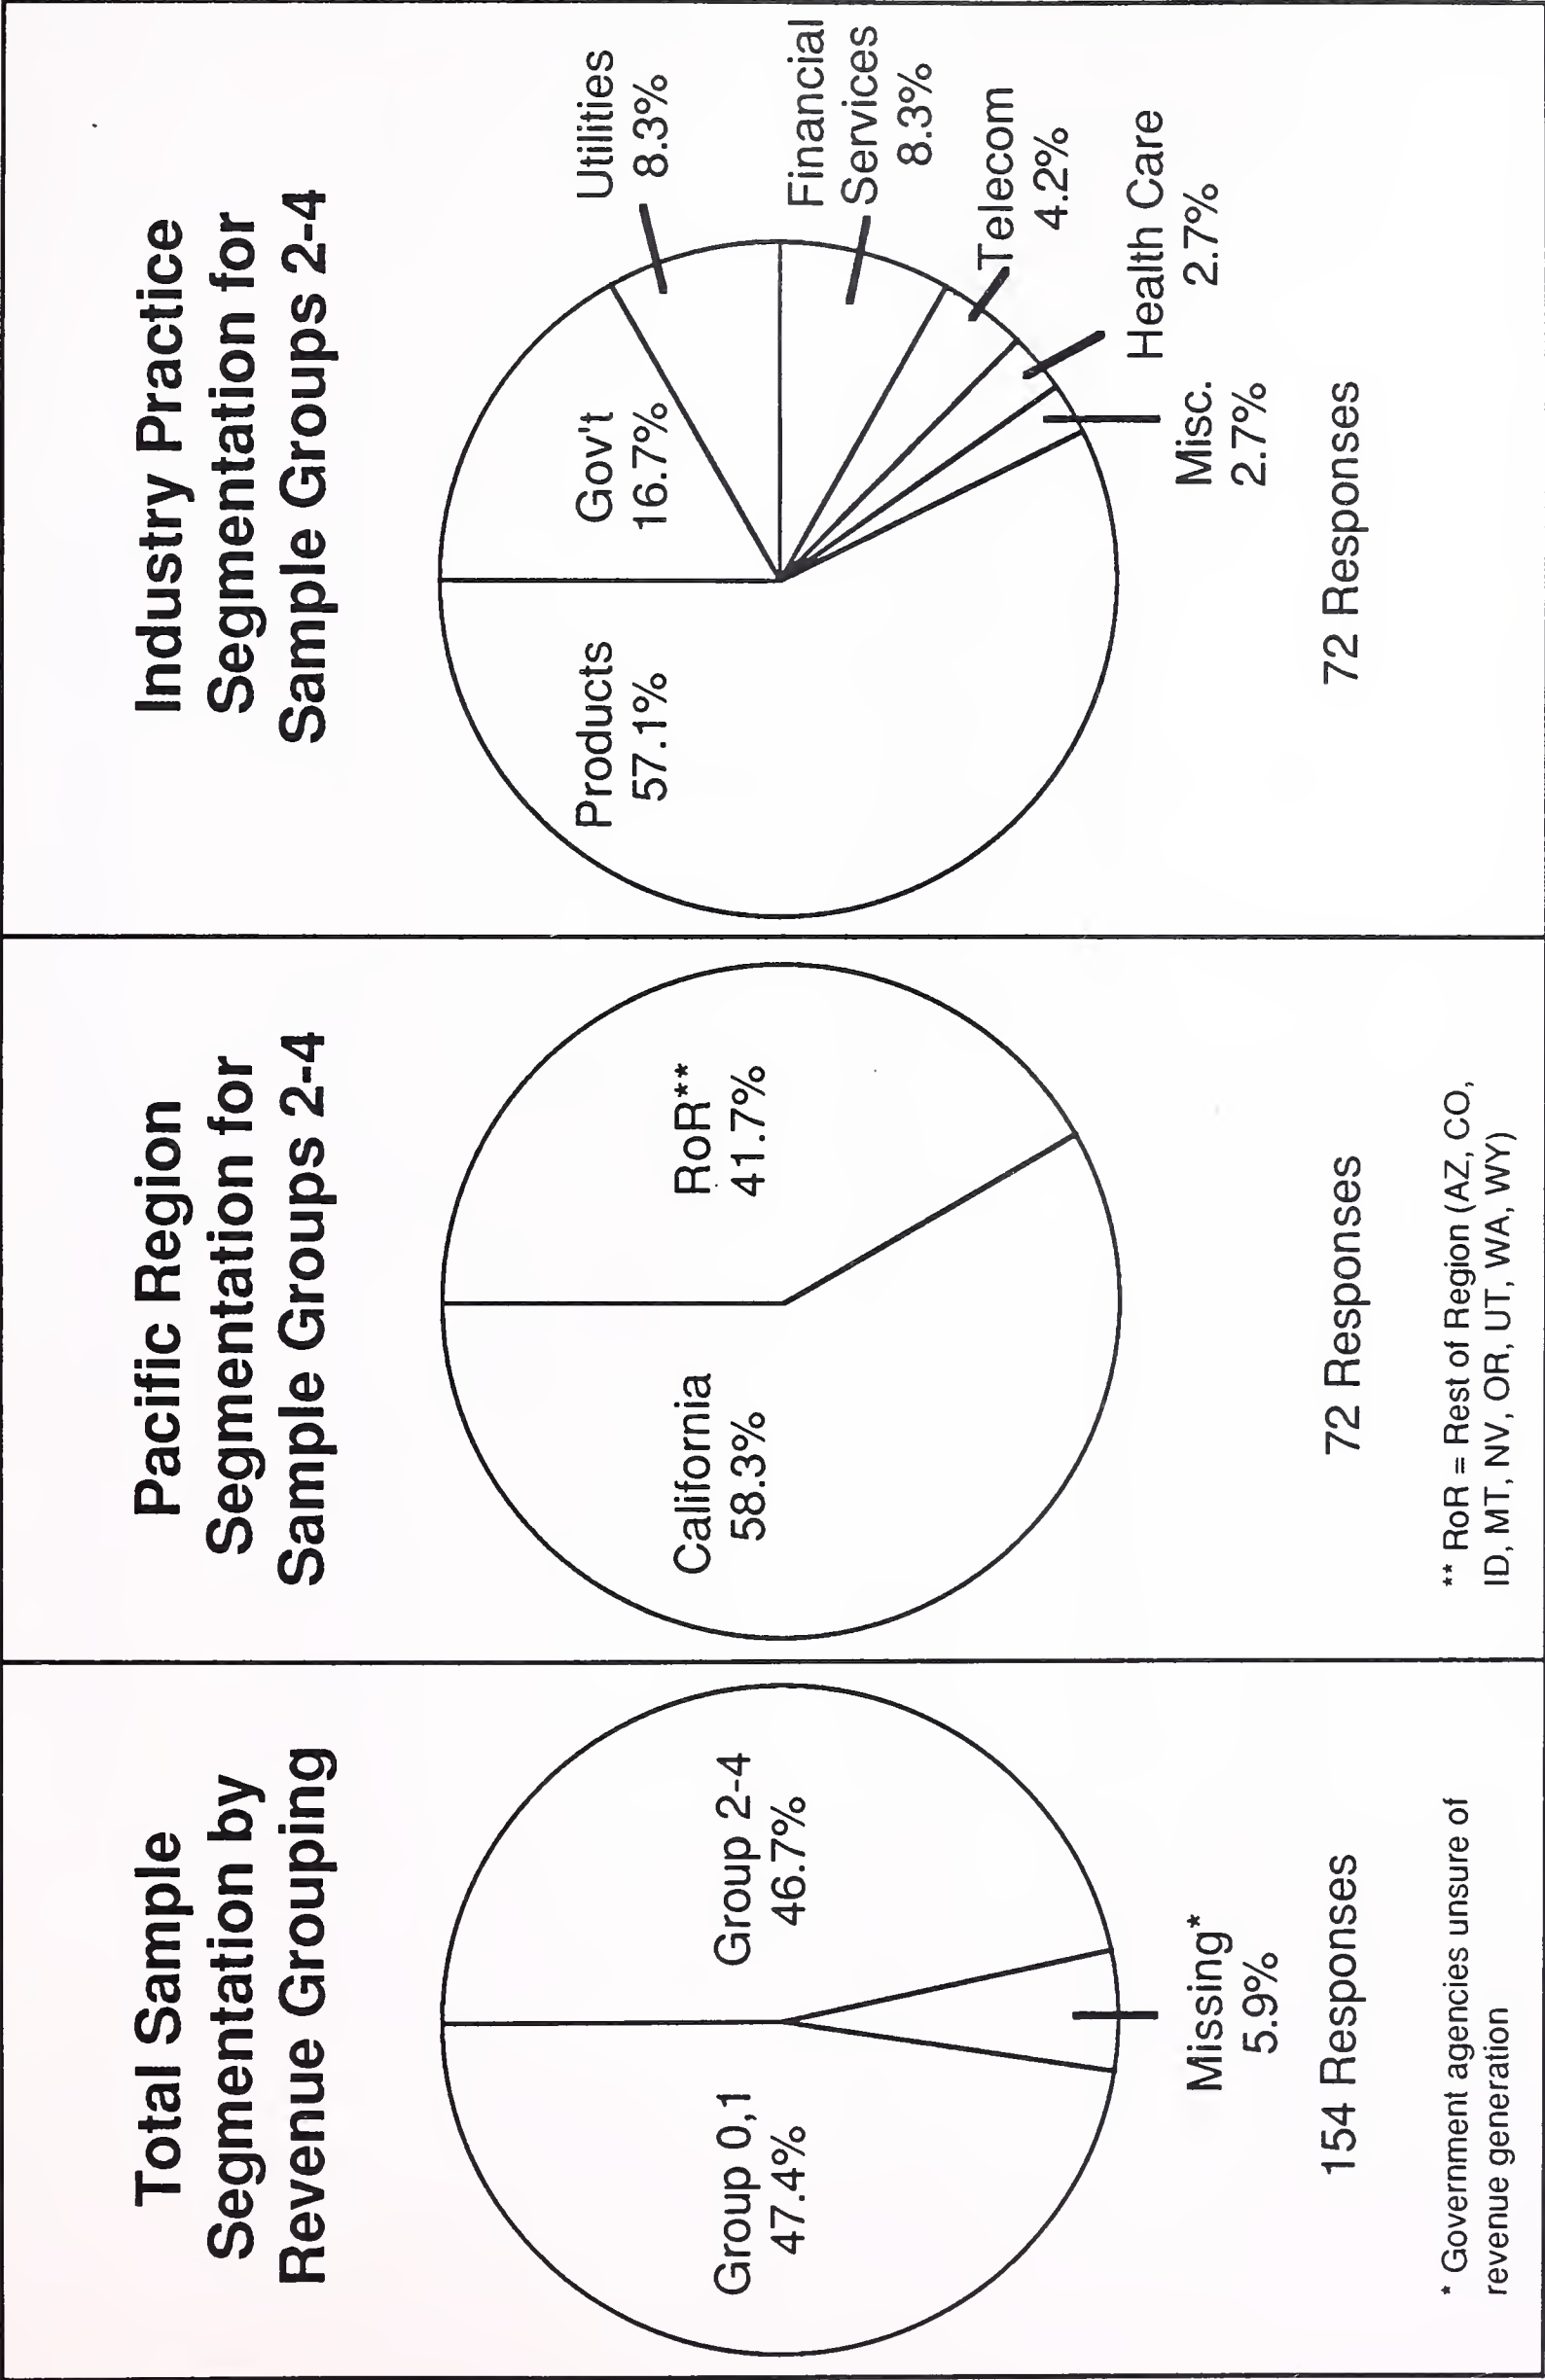 Total Sample
Segmentation by
Revenue Grouping
Group 0,1
47.4%
Group 2-4
46.7%
Missing*
5.9%
154 Responses
* Government agencies unsure of
revenue generation
Pacific Region
Segmentation for
Sample Groups 2-4
California
58.3%
RoR**
41.7%
72 Responses
** RoR = Rest of Region (AZ, CO,
ID, MT, NV, OR, UT, WA, WY)
Industry Practice
Segmentation for
Sample Groups 2-4
Products
57.1%
Gov't
16.7%
Utilities
8.3%
Financial
Services
8.3%
Telecom
4.2%
Health Care
2.7%
Misc.
2.7%
72 Responses